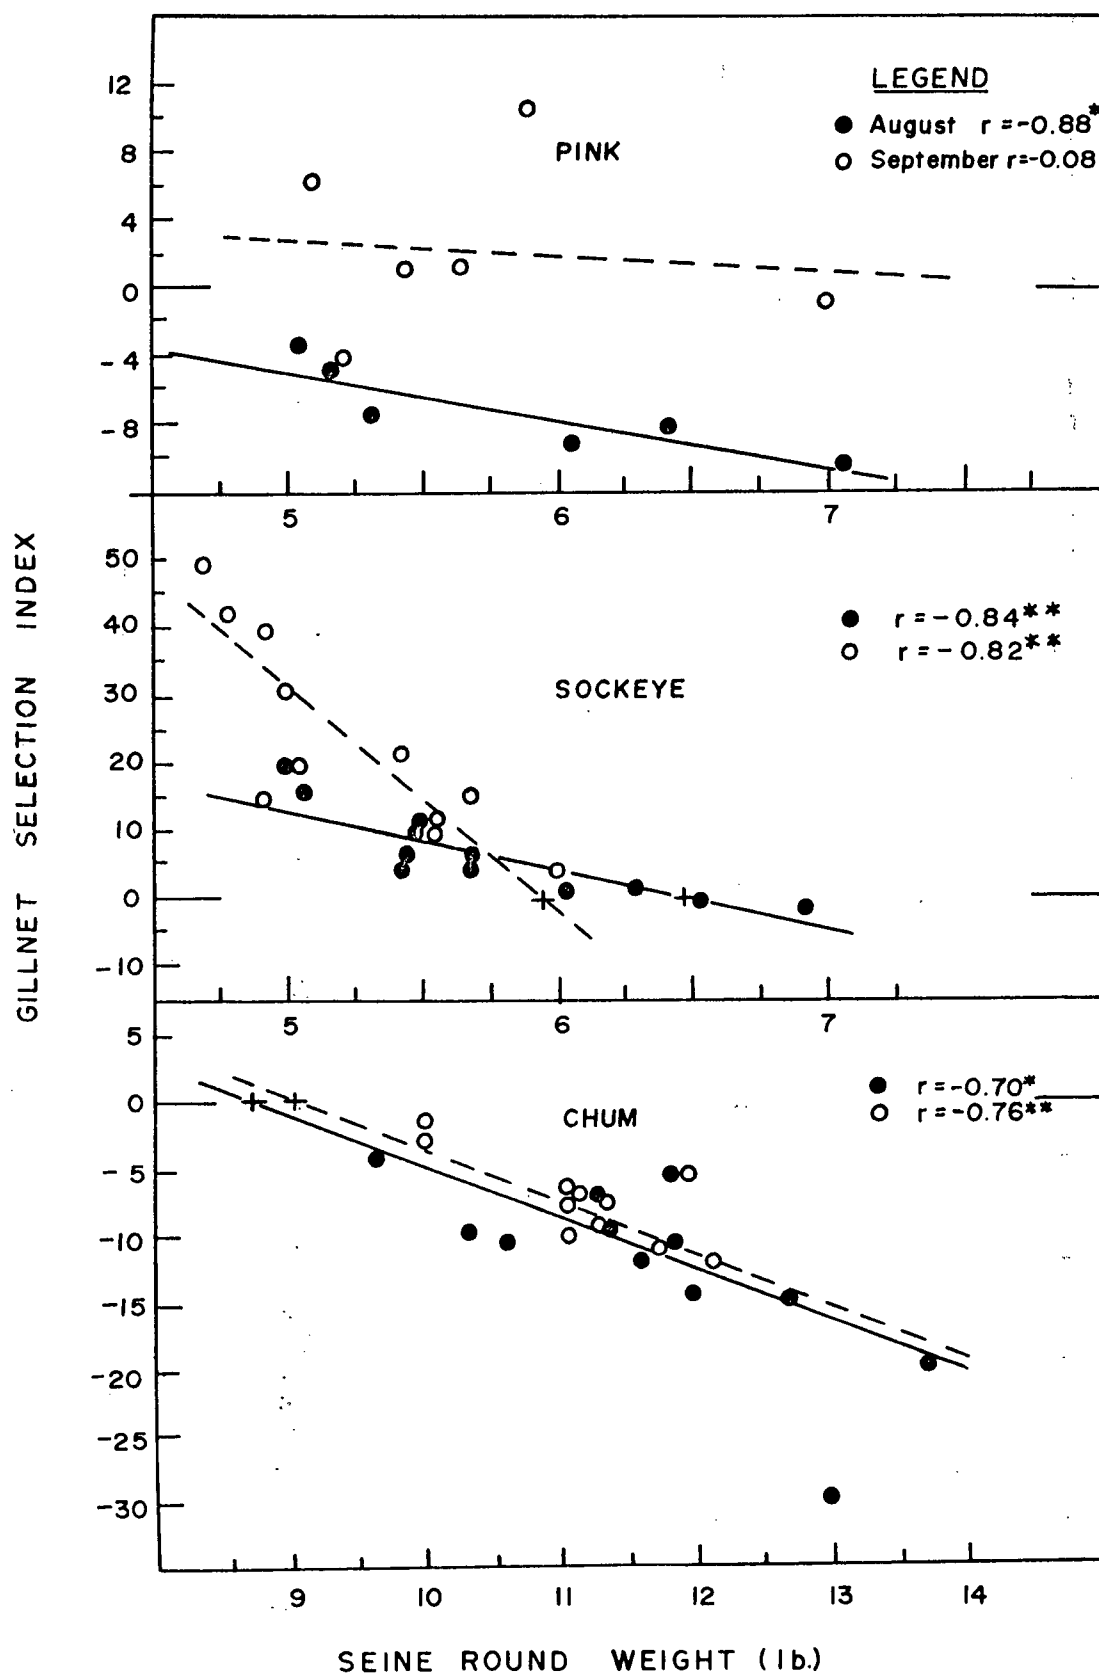 LEGEND
● August r=-0.88*
○ September r=-0.08
PINK
12
8
4
0
-4
-8
5 6 7
GILLNET SELECTION INDEX
50
40
30
20
10
0
-10
● r=-0.84**
○ r=-0.82**
SOCKEYE
5 6 7
5
0
-5
-10
-15
-20
-25
-30
● r=-0.70*
○ r=-0.76**
CHUM
9 10 11 12 13 14
SEINE ROUND WEIGHT (lb.)